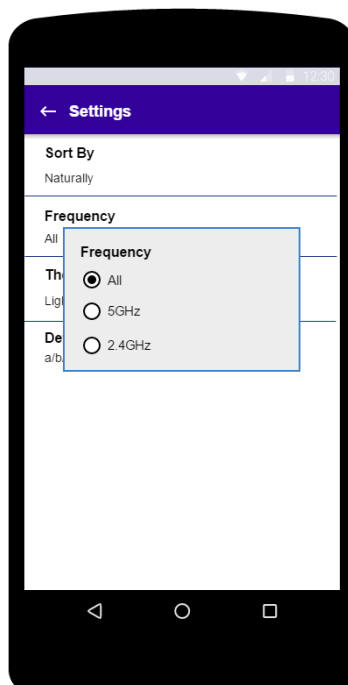 12:30
Settings
Sort By
Naturally
Frequency
All
Frequency
All
5GHz
2.4GHz
a/b